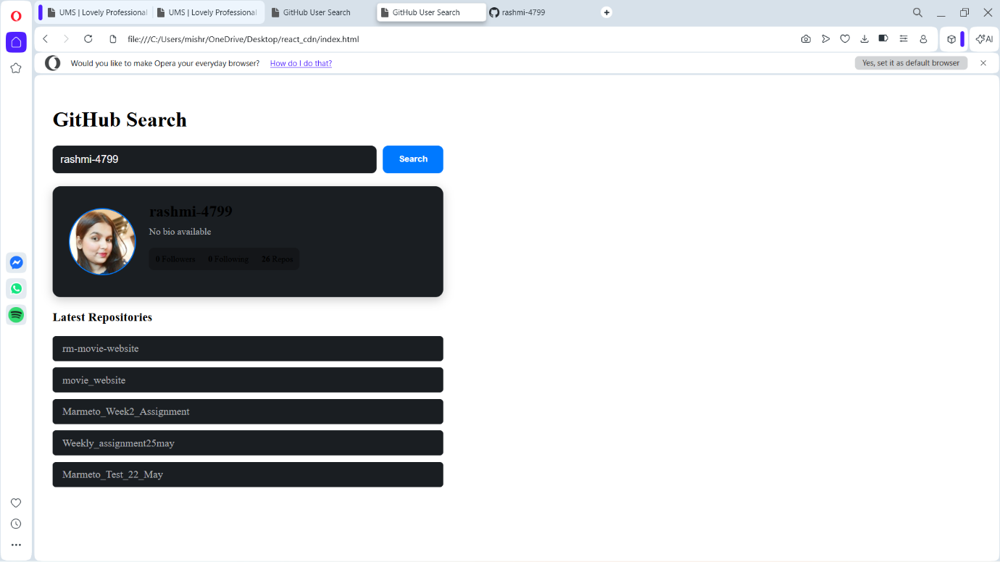 UMS | Lovely Professional
UMS | Lovely Professional
GitHub User Search
GitHub User Search
rashmi-4799
file:///C:/Users/mishr/OneDrive/Desktop/react_cdn/index.html
AI
Would you like to make Opera your everyday browser? How do I do that?
Yes, set it as default browser
GitHub Search
rashmi-4799
Search
rashmi-4799
No bio available
0 Followers 0 Following 26 Repos
Latest Repositories
rm-movie-website
movie_website
Marmeto_Week2_Assignment
Weekly_assignment25may
Marmeto_Test_22_May